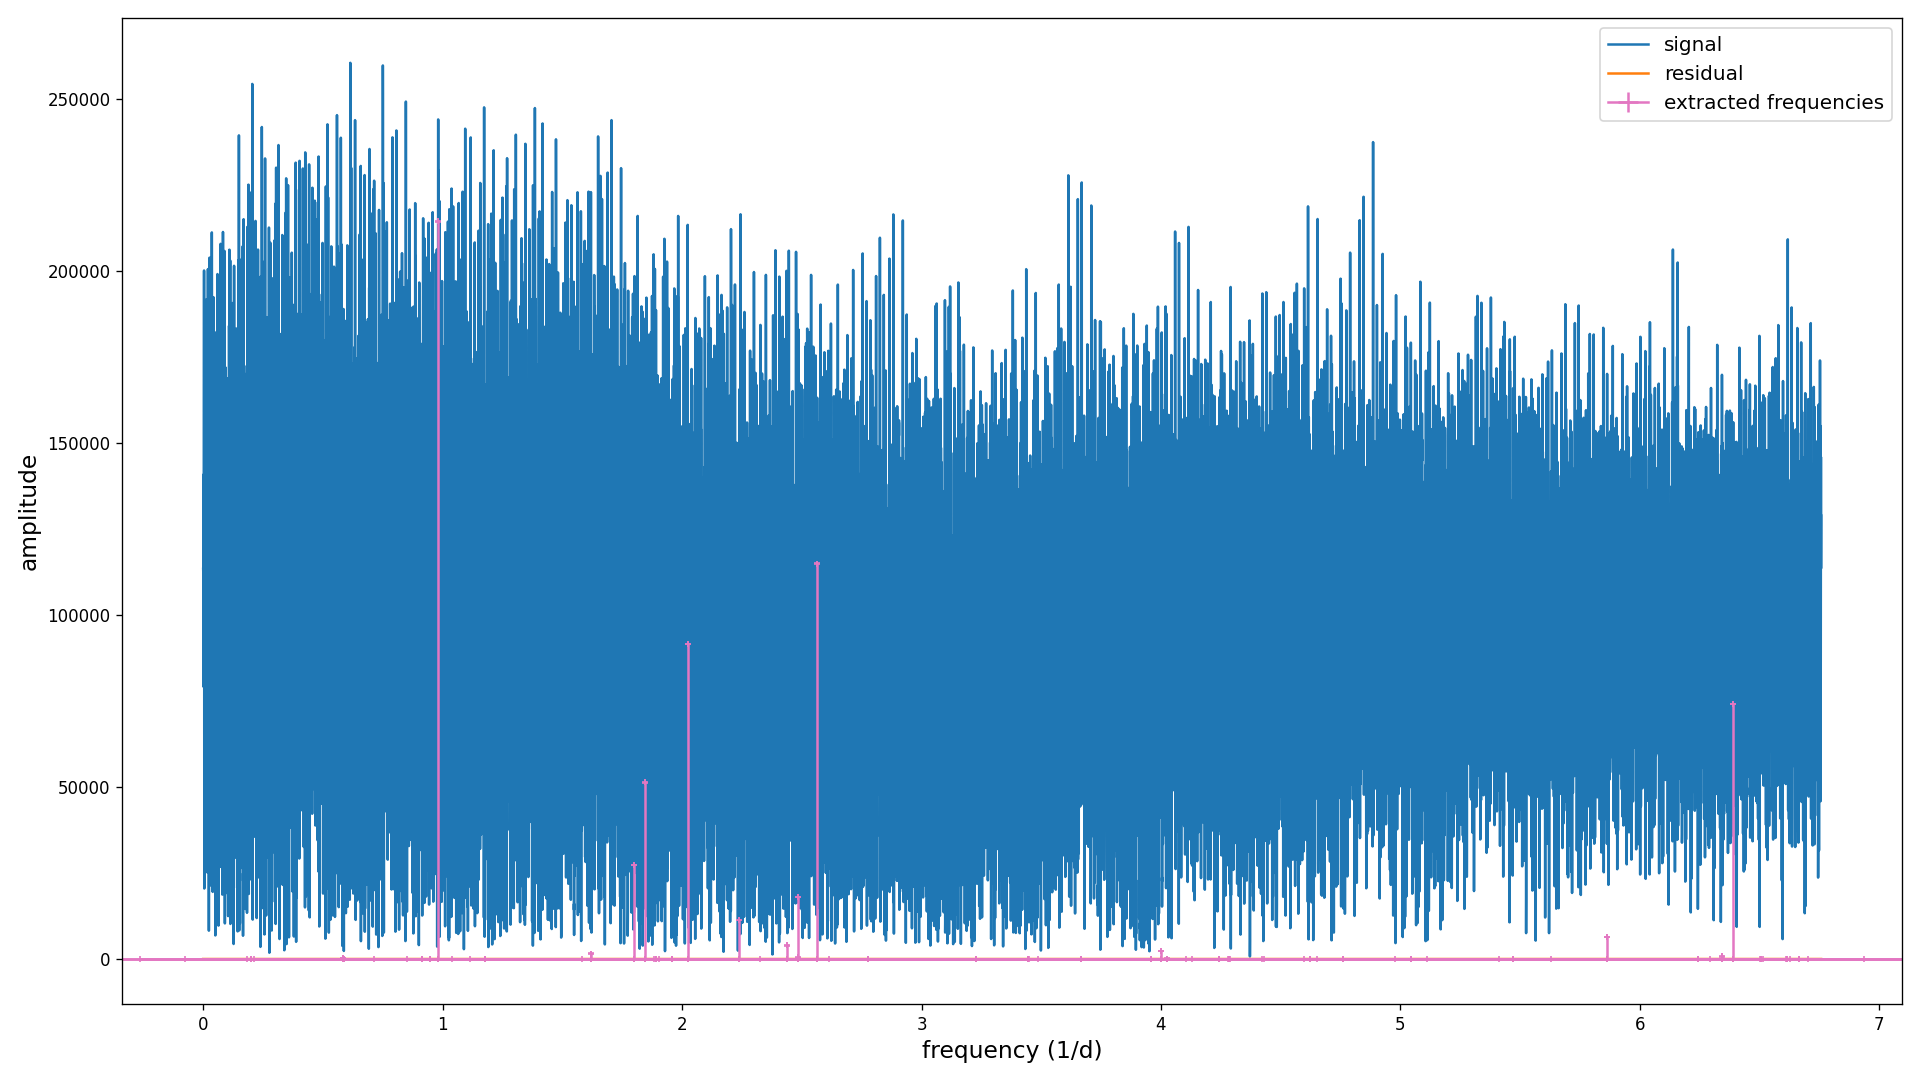 signal
residual
extracted frequencies
amplitude
250000
200000
150000
100000
50000
0
0 1 2 3 4 5 6 7
frequency (1/d)